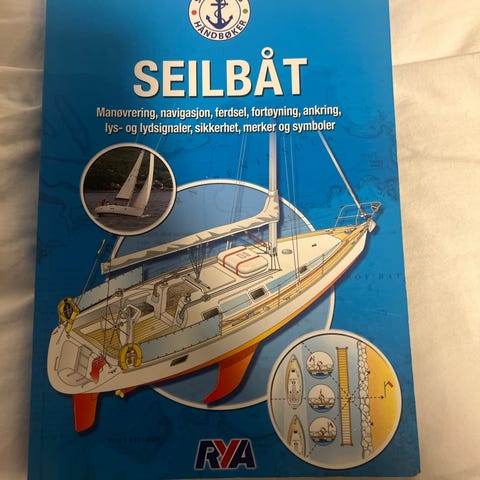 HÅNDBØKER
SEILBÅT
Manøvrering, navigasjon, ferdsel, fortøyning, ankring,
lys- og lydsignaler, sikkerhet, merker og symboler
RYA